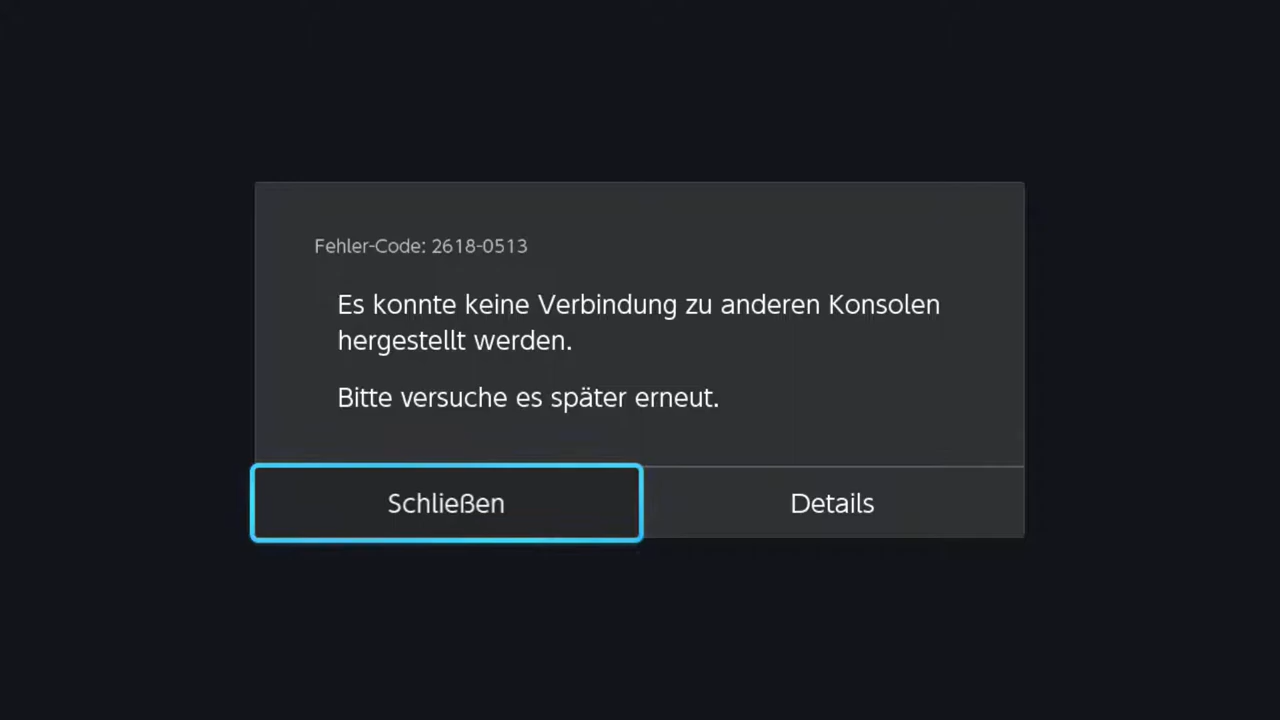 Fehler-Code: 2618-0513
Es konnte keine Verbindung zu anderen Konsolen
hergestellt werden.
Bitte versuche es später erneut.
Schließen
Details